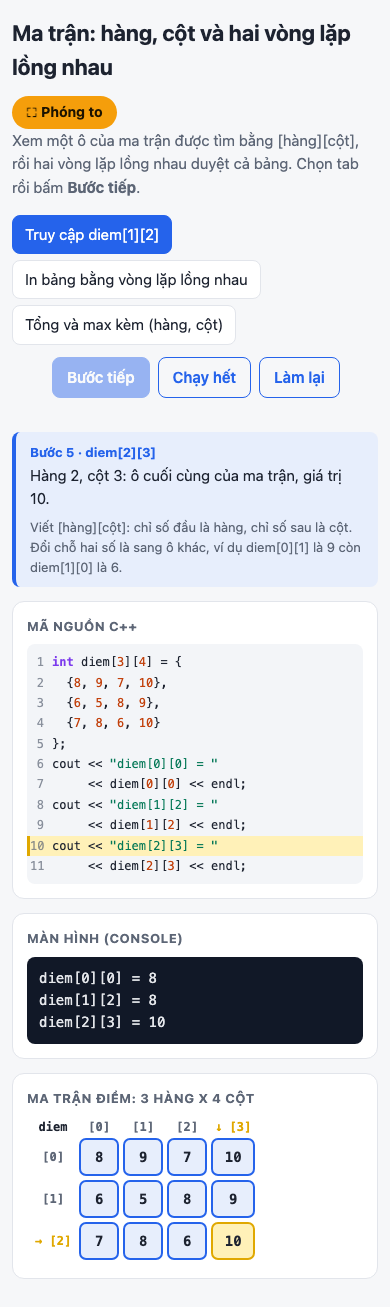 Ma trận: hàng, cột và hai vòng lặp
lồng nhau
⛶ Phóng to
Xem một ô của ma trận được tìm bằng [hàng][cột],
rồi hai vòng lặp lồng nhau duyệt cả bảng. Chọn tab
rồi bấm Bước tiếp.
Truy cập diem[1][2]
In bảng bằng vòng lặp lồng nhau
Tổng và max kèm (hàng, cột)
Bước tiếp Chạy hết Làm lại
Bước 5 · diem[2][3]
Hàng 2, cột 3: ô cuối cùng của ma trận, giá trị
10.
Viết [hàng][cột]: chỉ số đầu là hàng, chỉ số sau là cột.
Đổi chỗ hai số là sang ô khác, ví dụ diem[0][1] là 9 còn
diem[1][0] là 6.
MÃ NGUỒN C++
1 int diem[3][4] = {
2   {8, 9, 7, 10},
3   {6, 5, 8, 9},
4   {7, 8, 6, 10}
5 };
6 cout << "diem[0][0] = "
7      << diem[0][0] << endl;
8 cout << "diem[1][2] = "
9      << diem[1][2] << endl;
10 cout << "diem[2][3] = "
11      << diem[2][3] << endl;
MÀN HÌNH (CONSOLE)
diem[0][0] = 8
diem[1][2] = 8
diem[2][3] = 10
MA TRẬN ĐIỂM: 3 HÀNG X 4 CỘT
diem [0] [1] [2] ↓ [3]
[0] 8 9 7 10
[1] 6 5 8 9
→ [2] 7 8 6 10